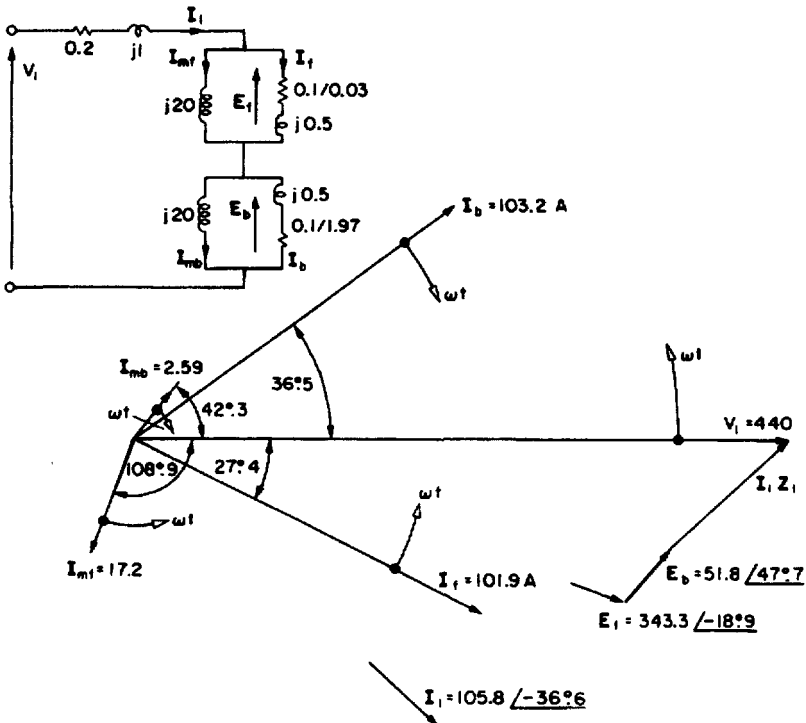 I₁
0.2
j1
V₁
I_mf
I_f
j20
E_f
0.1/0.03
j0.5
j20
E_b
j0.5
0.1/1.97
I_mb
I_b
I_b = 103.2 A
ωt
I_mb = 2.59
36°.5
ωt
ωt
42°.3
V₁ = 440
108°.9
27°.4
I₁ Z₁
ωt
ωt
E_b = 51.8 /47°.7
I_mf = 17.2
I_f = 101.9 A
E_f = 343.3 /-18°.9
I₁ = 105.8 /-36°.6